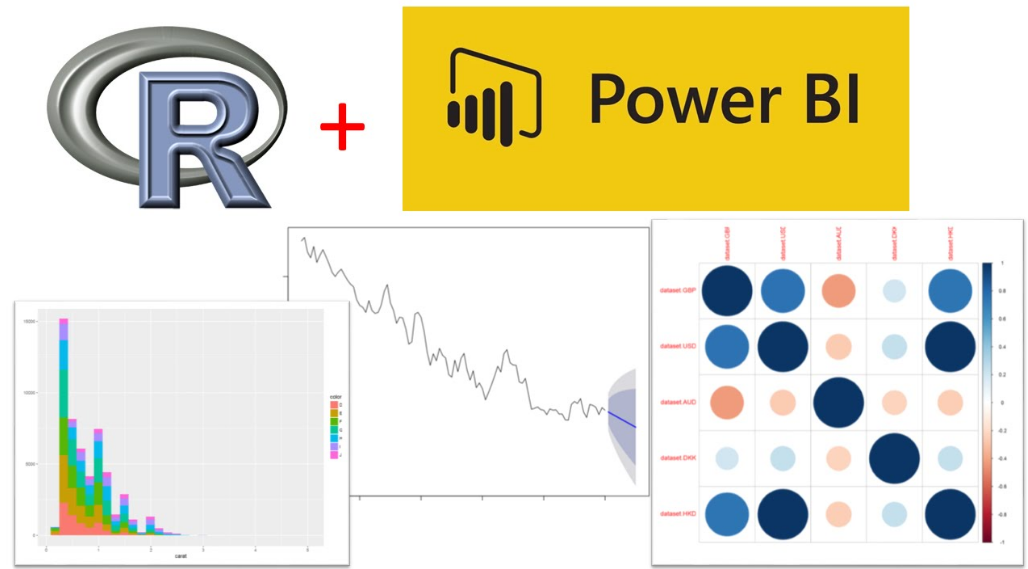 R
+
Power BI
dataset.GBP
dataset.USD
dataset.AUD
dataset.DKK
dataset.HKD
dataset.GBP
dataset.USD
dataset.AUD
dataset.DKK
dataset.HKD
1
0.8
0.6
0.4
0.2
0
-0.2
-0.4
-0.6
-0.8
-1
15000
10000
5000
0
0
1
2
3
4
5
carat
color
D
E
F
G
H
I
J